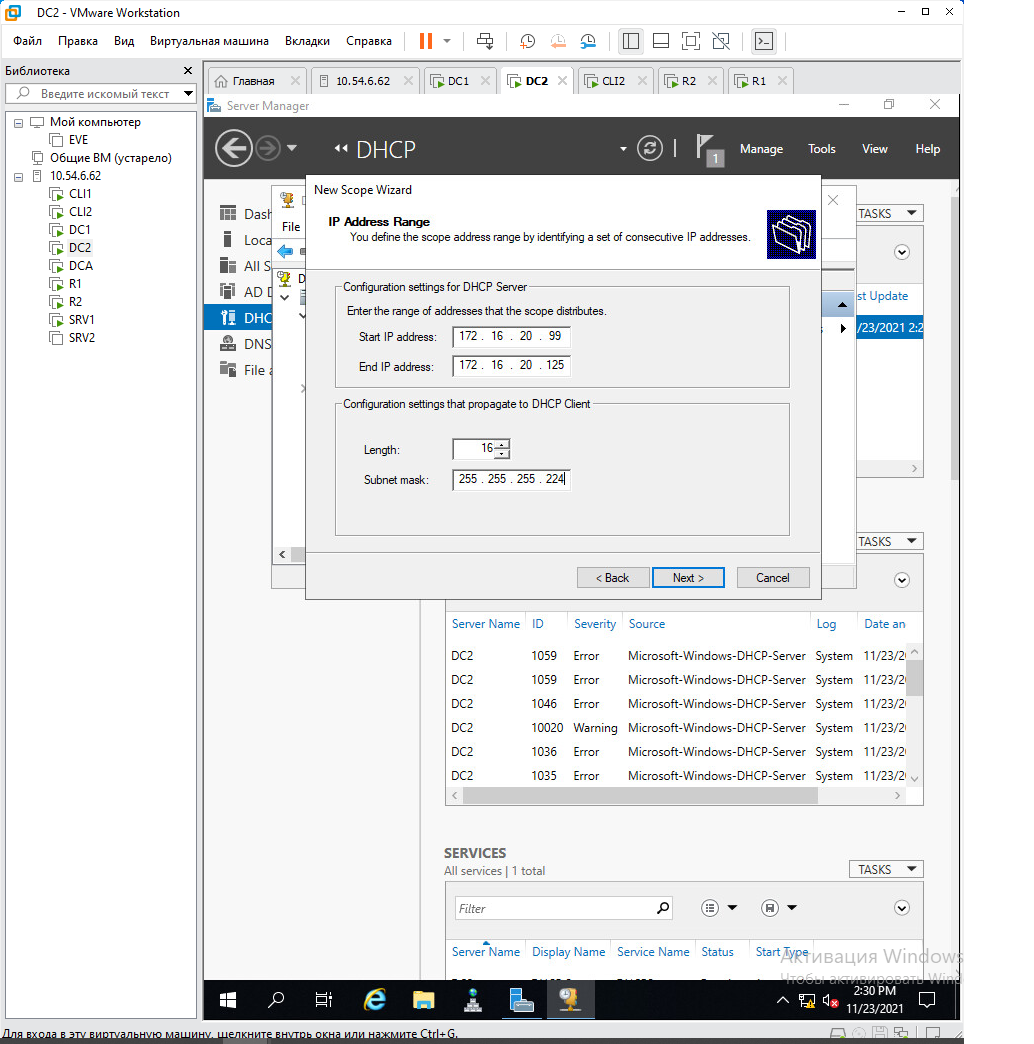 DC2 - VMware Workstation
Файл Правка Вид Виртуальная машина Вкладки Справка
Библиотека
Введите искомый текст
Мой компьютер
EVE
Общие ВМ (устарело)
10.54.6.62
CLI1
CLI2
DC1
DC2
DCA
R1
R2
SRV1
SRV2
Главная 10.54.6.62 DC1 DC2 CLI2 R2 R1
Server Manager
DHCP
1
Manage Tools View Help
Dash
Loca
All S
AD D
DHC
DNS
File a
File
D
TASKS
st Update
/23/2021 2:2
New Scope Wizard
IP Address Range
You define the scope address range by identifying a set of consecutive IP addresses.
Configuration settings for DHCP Server
Enter the range of addresses that the scope distributes.
Start IP address: 172 . 16 . 20 . 99
End IP address: 172 . 16 . 20 . 125
Configuration settings that propagate to DHCP Client
Length: 16
Subnet mask: 255 . 255 . 255 . 224
< Back Next > Cancel
TASKS
Server Name ID Severity Source Log Date an
DC2 1059 Error Microsoft-Windows-DHCP-Server System 11/23/20
DC2 1059 Error Microsoft-Windows-DHCP-Server System 11/23/20
DC2 1046 Error Microsoft-Windows-DHCP-Server System 11/23/20
DC2 10020 Warning Microsoft-Windows-DHCP-Server System 11/23/20
DC2 1036 Error Microsoft-Windows-DHCP-Server System 11/23/20
DC2 1035 Error Microsoft-Windows-DHCP-Server System 11/23/20
SERVICES
All services | 1 total
TASKS
Filter
Server Name Display Name Service Name Status Start Type
Активация Windows
Чтобы активировать Wind
2:30 PM
11/23/2021
Для входа в эту виртуальную машину, щелкните внутрь окна или нажмите Ctrl+G.